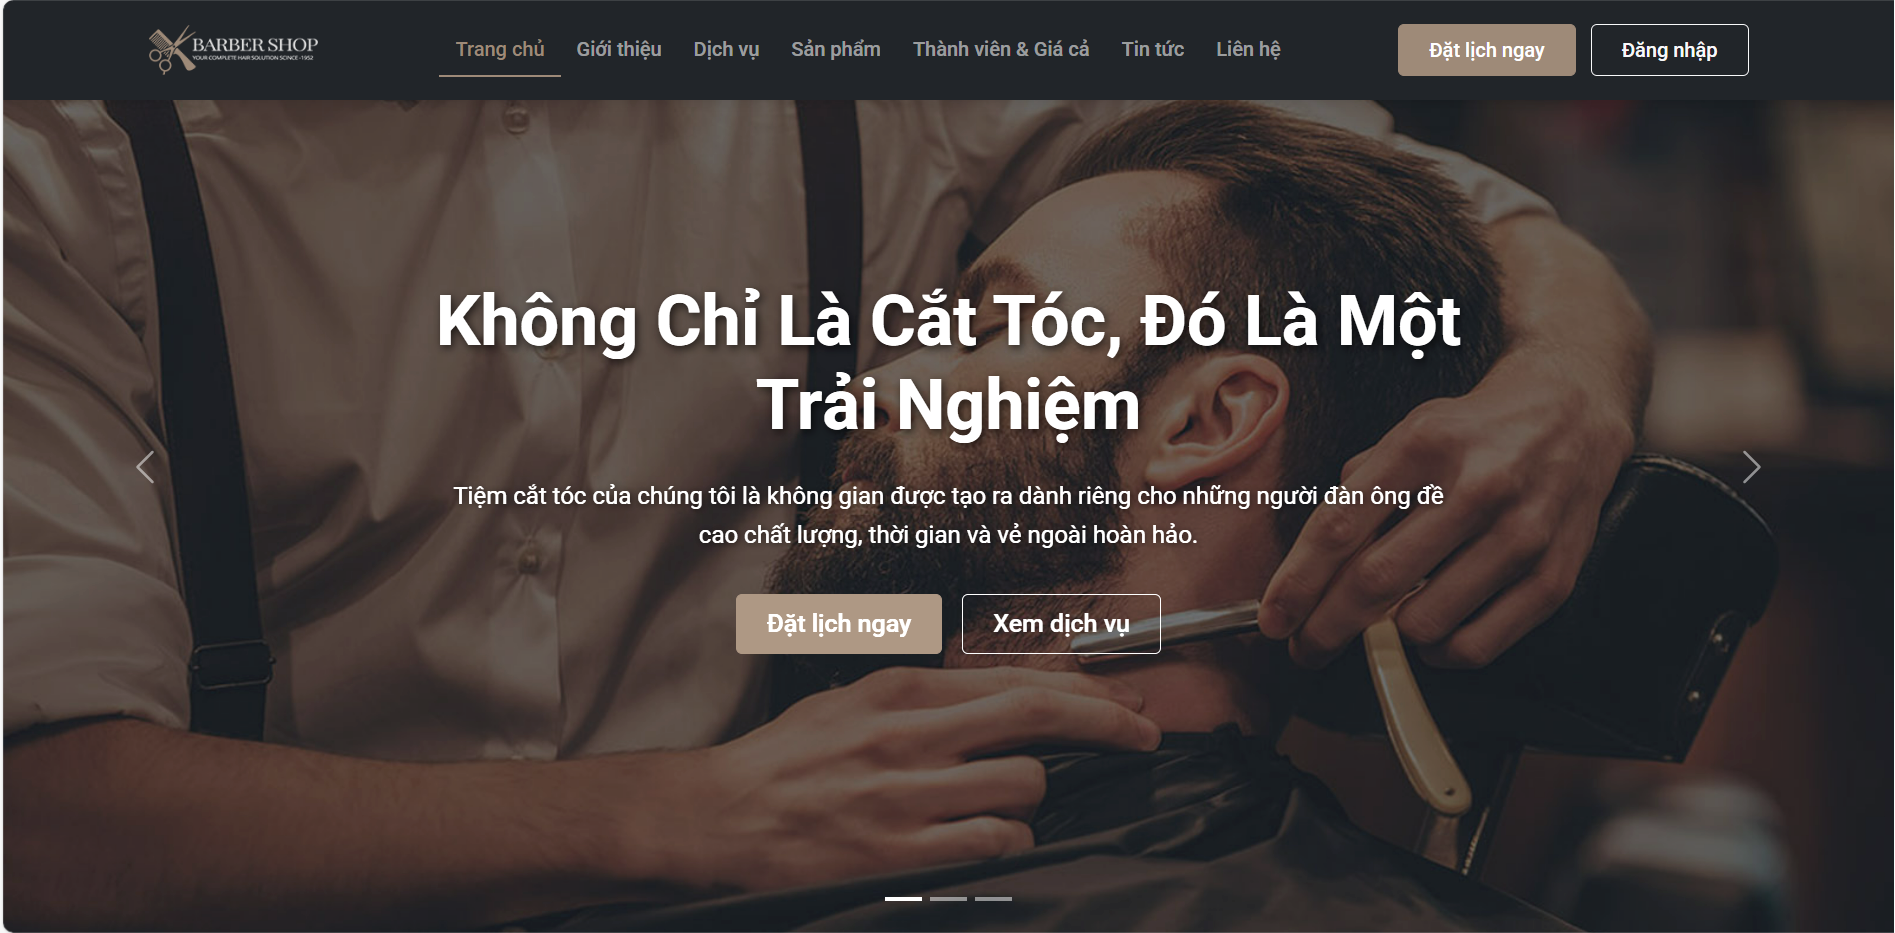 BARBER SHOP
YOUR COMPLETE HAIR SOLUTION SCINCE -1952
Trang chủ
Giới thiệu
Dịch vụ
Sản phẩm
Thành viên & Giá cả
Tin tức
Liên hệ
Đặt lịch ngay
Đăng nhập
Không Chỉ Là Cắt Tóc, Đó Là Một
Trải Nghiệm
Tiệm cắt tóc của chúng tôi là không gian được tạo ra dành riêng cho những người đàn ông đề
cao chất lượng, thời gian và vẻ ngoài hoàn hảo.
Đặt lịch ngay
Xem dịch vụ